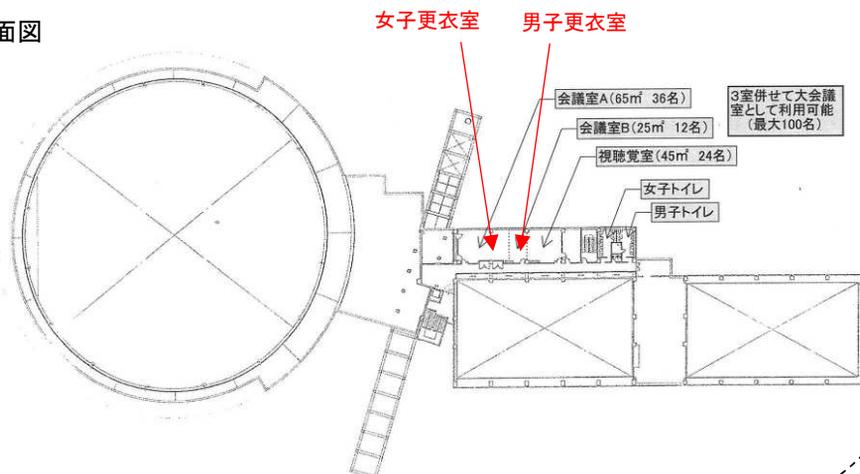 面図
女子更衣室
男子更衣室
会議室A(65㎡ 36名)
会議室B(25㎡ 12名)
視聴覚室(45㎡ 24名)
3室併せて大会議
室として利用可能
(最大100名)
女子トイレ
男子トイレ